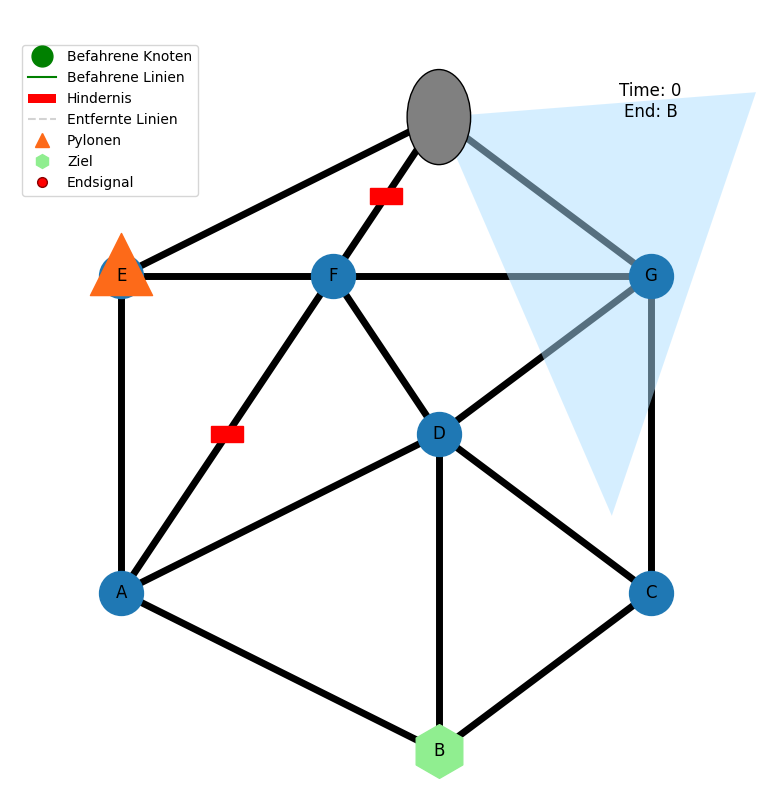 Befahrene Knoten
Befahrene Linien
Hindernis
Entfernte Linien
Pylonen
Ziel
Endsignal
Time: 0
End: B
E
F
G
D
A
C
B